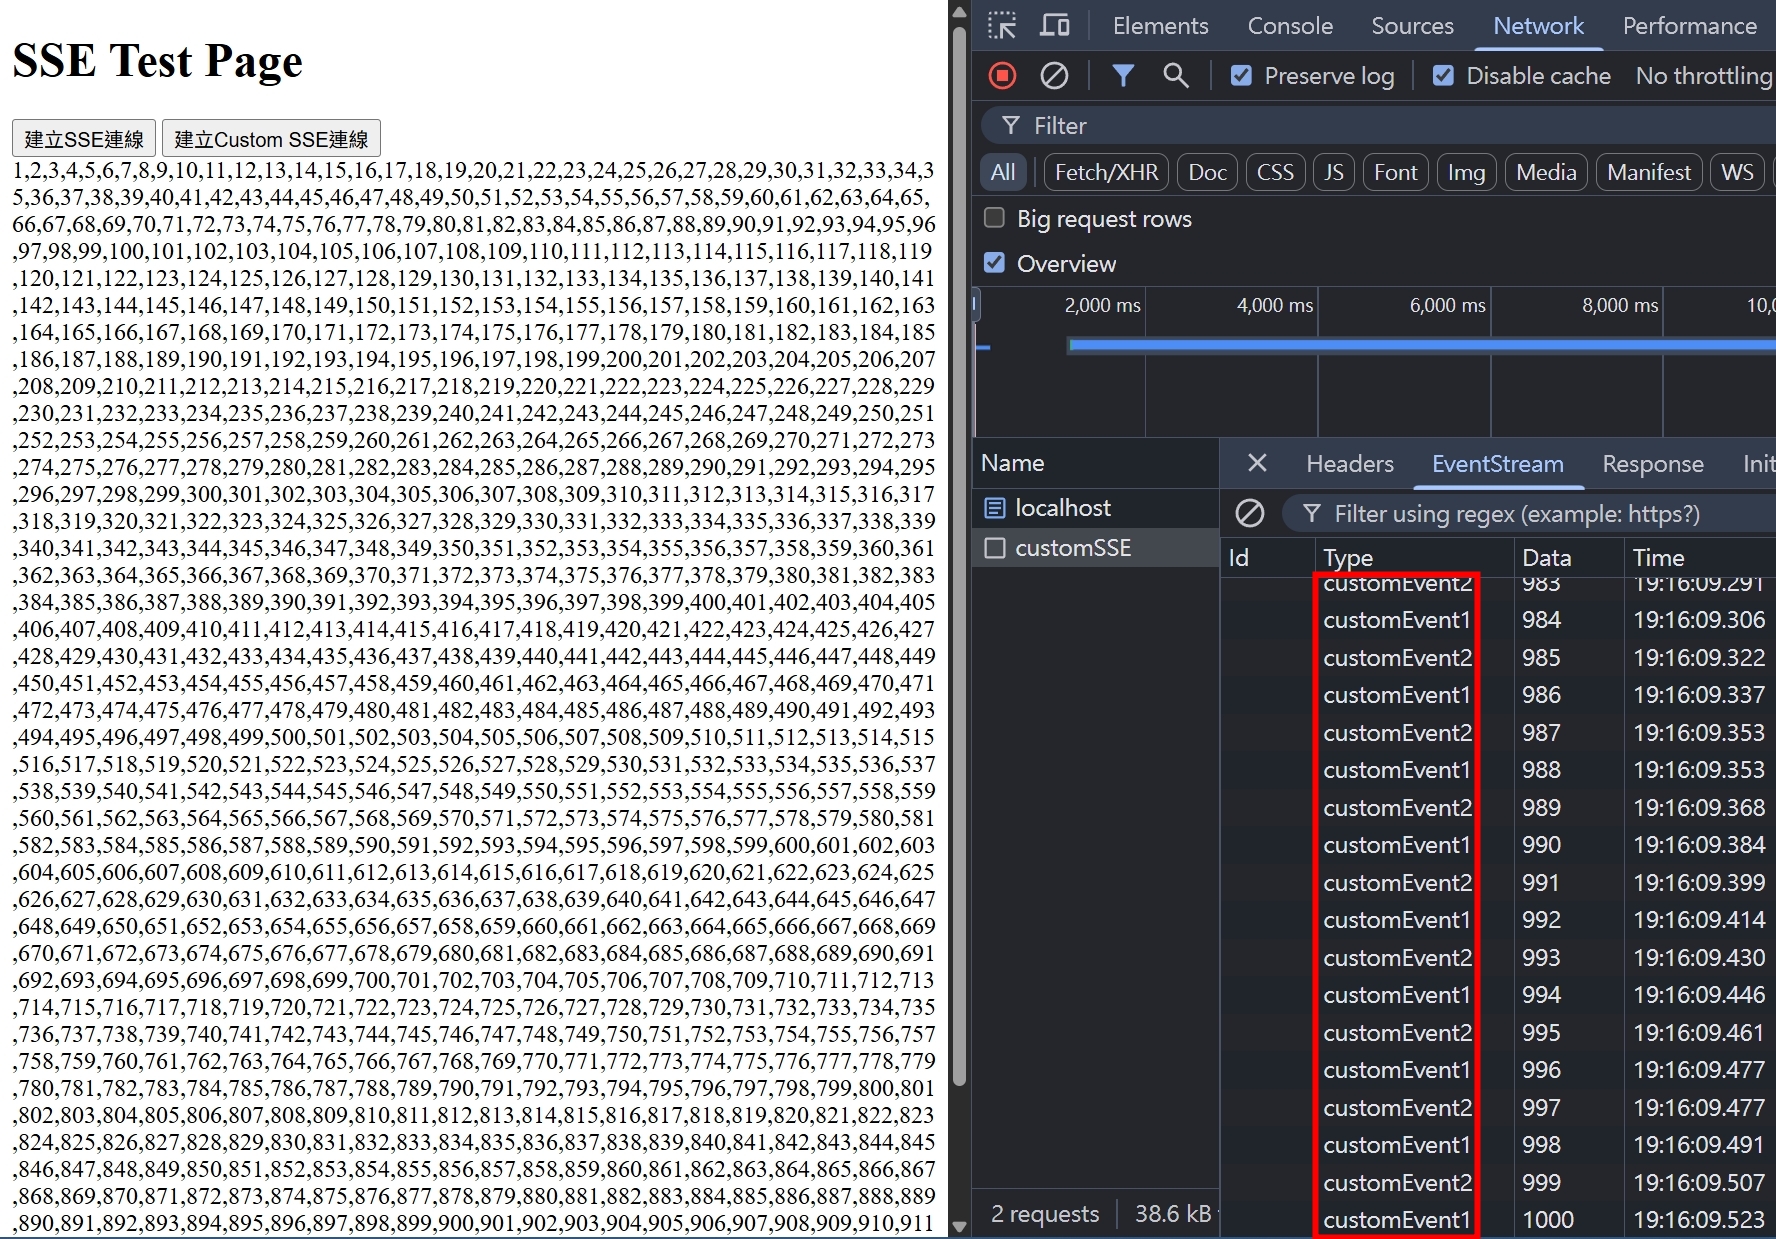 SSE Test Page
建立SSE連線 建立Custom SSE連線
1,2,3,4,5,6,7,8,9,10,11,12,13,14,15,16,17,18,19,20,21,22,23,24,25,26,27,28,29,30,31,32,33,34,3
5,36,37,38,39,40,41,42,43,44,45,46,47,48,49,50,51,52,53,54,55,56,57,58,59,60,61,62,63,64,65,
66,67,68,69,70,71,72,73,74,75,76,77,78,79,80,81,82,83,84,85,86,87,88,89,90,91,92,93,94,95,96
,97,98,99,100,101,102,103,104,105,106,107,108,109,110,111,112,113,114,115,116,117,118,119
,120,121,122,123,124,125,126,127,128,129,130,131,132,133,134,135,136,137,138,139,140,141
,142,143,144,145,146,147,148,149,150,151,152,153,154,155,156,157,158,159,160,161,162,163
,164,165,166,167,168,169,170,171,172,173,174,175,176,177,178,179,180,181,182,183,184,185
,186,187,188,189,190,191,192,193,194,195,196,197,198,199,200,201,202,203,204,205,206,207
,208,209,210,211,212,213,214,215,216,217,218,219,220,221,222,223,224,225,226,227,228,229
,230,231,232,233,234,235,236,237,238,239,240,241,242,243,244,245,246,247,248,249,250,251
,252,253,254,255,256,257,258,259,260,261,262,263,264,265,266,267,268,269,270,271,272,273
,274,275,276,277,278,279,280,281,282,283,284,285,286,287,288,289,290,291,292,293,294,295
,296,297,298,299,300,301,302,303,304,305,306,307,308,309,310,311,312,313,314,315,316,317
,318,319,320,321,322,323,324,325,326,327,328,329,330,331,332,333,334,335,336,337,338,339
,340,341,342,343,344,345,346,347,348,349,350,351,352,353,354,355,356,357,358,359,360,361
,362,363,364,365,366,367,368,369,370,371,372,373,374,375,376,377,378,379,380,381,382,383
,384,385,386,387,388,389,390,391,392,393,394,395,396,397,398,399,400,401,402,403,404,405
,406,407,408,409,410,411,412,413,414,415,416,417,418,419,420,421,422,423,424,425,426,427
,428,429,430,431,432,433,434,435,436,437,438,439,440,441,442,443,444,445,446,447,448,449
,450,451,452,453,454,455,456,457,458,459,460,461,462,463,464,465,466,467,468,469,470,471
,472,473,474,475,476,477,478,479,480,481,482,483,484,485,486,487,488,489,490,491,492,493
,494,495,496,497,498,499,500,501,502,503,504,505,506,507,508,509,510,511,512,513,514,515
,516,517,518,519,520,521,522,523,524,525,526,527,528,529,530,531,532,533,534,535,536,537
,538,539,540,541,542,543,544,545,546,547,548,549,550,551,552,553,554,555,556,557,558,559
,560,561,562,563,564,565,566,567,568,569,570,571,572,573,574,575,576,577,578,579,580,581
,582,583,584,585,586,587,588,589,590,591,592,593,594,595,596,597,598,599,600,601,602,603
,604,605,606,607,608,609,610,611,612,613,614,615,616,617,618,619,620,621,622,623,624,625
,626,627,628,629,630,631,632,633,634,635,636,637,638,639,640,641,642,643,644,645,646,647
,648,649,650,651,652,653,654,655,656,657,658,659,660,661,662,663,664,665,666,667,668,669
,670,671,672,673,674,675,676,677,678,679,680,681,682,683,684,685,686,687,688,689,690,691
,692,693,694,695,696,697,698,699,700,701,702,703,704,705,706,707,708,709,710,711,712,713
,714,715,716,717,718,719,720,721,722,723,724,725,726,727,728,729,730,731,732,733,734,735
,736,737,738,739,740,741,742,743,744,745,746,747,748,749,750,751,752,753,754,755,756,757
,758,759,760,761,762,763,764,765,766,767,768,769,770,771,772,773,774,775,776,777,778,779
,780,781,782,783,784,785,786,787,788,789,790,791,792,793,794,795,796,797,798,799,800,801
,802,803,804,805,806,807,808,809,810,811,812,813,814,815,816,817,818,819,820,821,822,823
,824,825,826,827,828,829,830,831,832,833,834,835,836,837,838,839,840,841,842,843,844,845
,846,847,848,849,850,851,852,853,854,855,856,857,858,859,860,861,862,863,864,865,866,867
,868,869,870,871,872,873,874,875,876,877,878,879,880,881,882,883,884,885,886,887,888,889
,890,891,892,893,894,895,896,897,898,899,900,901,902,903,904,905,906,907,908,909,910,911
Elements Console Sources Network Performance
Preserve log Disable cache No throttling
Filter
All Fetch/XHR Doc CSS JS Font Img Media Manifest WS
Big request rows
Overview
2,000 ms 4,000 ms 6,000 ms 8,000 ms 10,0
Name
localhost
customSSE
2 requests 38.6 kB
Headers EventStream Response Init
Filter using regex (example: https?)
Id Type Data Time
customEvent2 983 19:16:09.291
customEvent1 984 19:16:09.306
customEvent2 985 19:16:09.322
customEvent1 986 19:16:09.337
customEvent2 987 19:16:09.353
customEvent1 988 19:16:09.353
customEvent2 989 19:16:09.368
customEvent1 990 19:16:09.384
customEvent2 991 19:16:09.399
customEvent1 992 19:16:09.414
customEvent2 993 19:16:09.430
customEvent1 994 19:16:09.446
customEvent2 995 19:16:09.461
customEvent1 996 19:16:09.477
customEvent2 997 19:16:09.477
customEvent1 998 19:16:09.491
customEvent2 999 19:16:09.507
customEvent1 1000 19:16:09.523